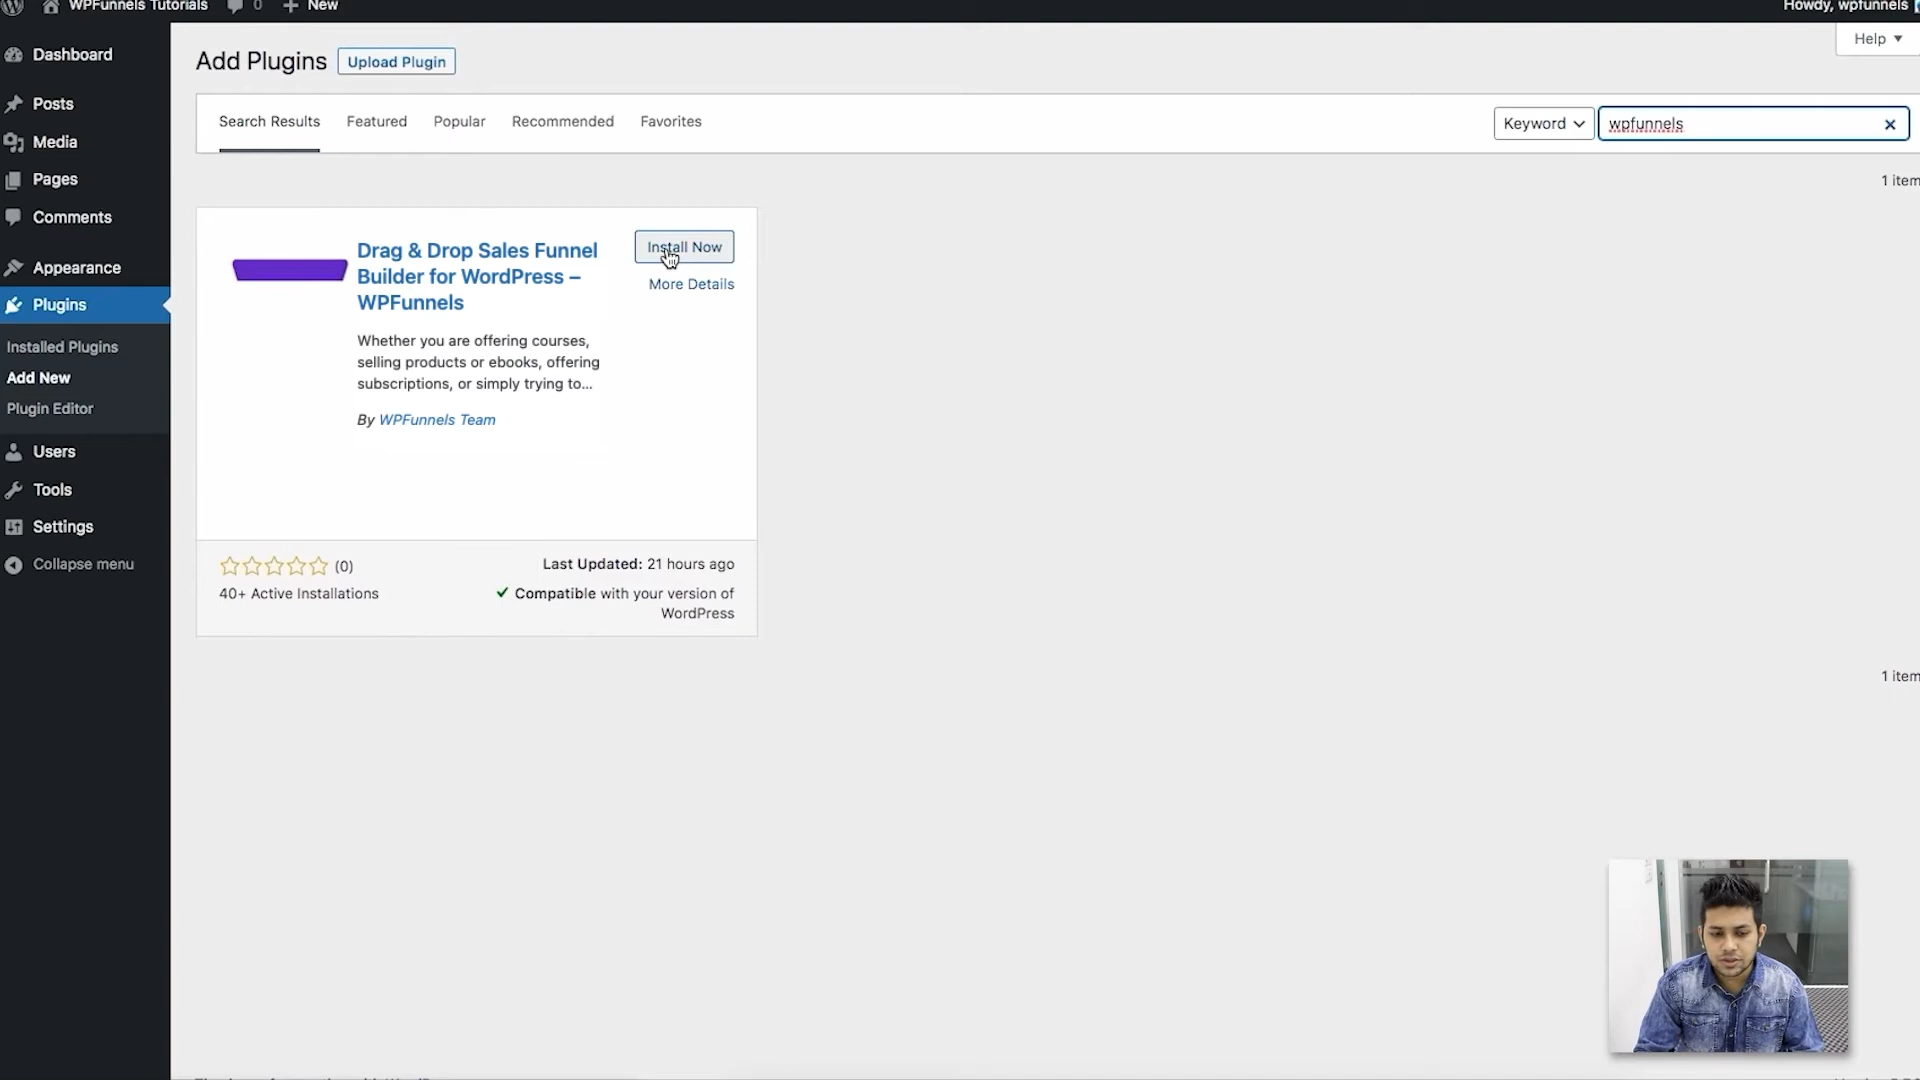 WPFunnels Tutorials 0 New Howdy, wpfunnels
Help
Dashboard
Posts
Media
Pages
Comments
Appearance
Plugins
Installed Plugins
Add New
Plugin Editor
Users
Tools
Settings
Collapse menu
Add Plugins Upload Plugin
Search Results Featured Popular Recommended Favorites Keyword wpfunnels
1 item
Drag & Drop Sales Funnel
Builder for WordPress –
WPFunnels
Install Now
More Details
Whether you are offering courses,
selling products or ebooks, offering
subscriptions, or simply trying to...
By WPFunnels Team
(0)
40+ Active Installations
Last Updated: 21 hours ago
Compatible with your version of
WordPress
1 item